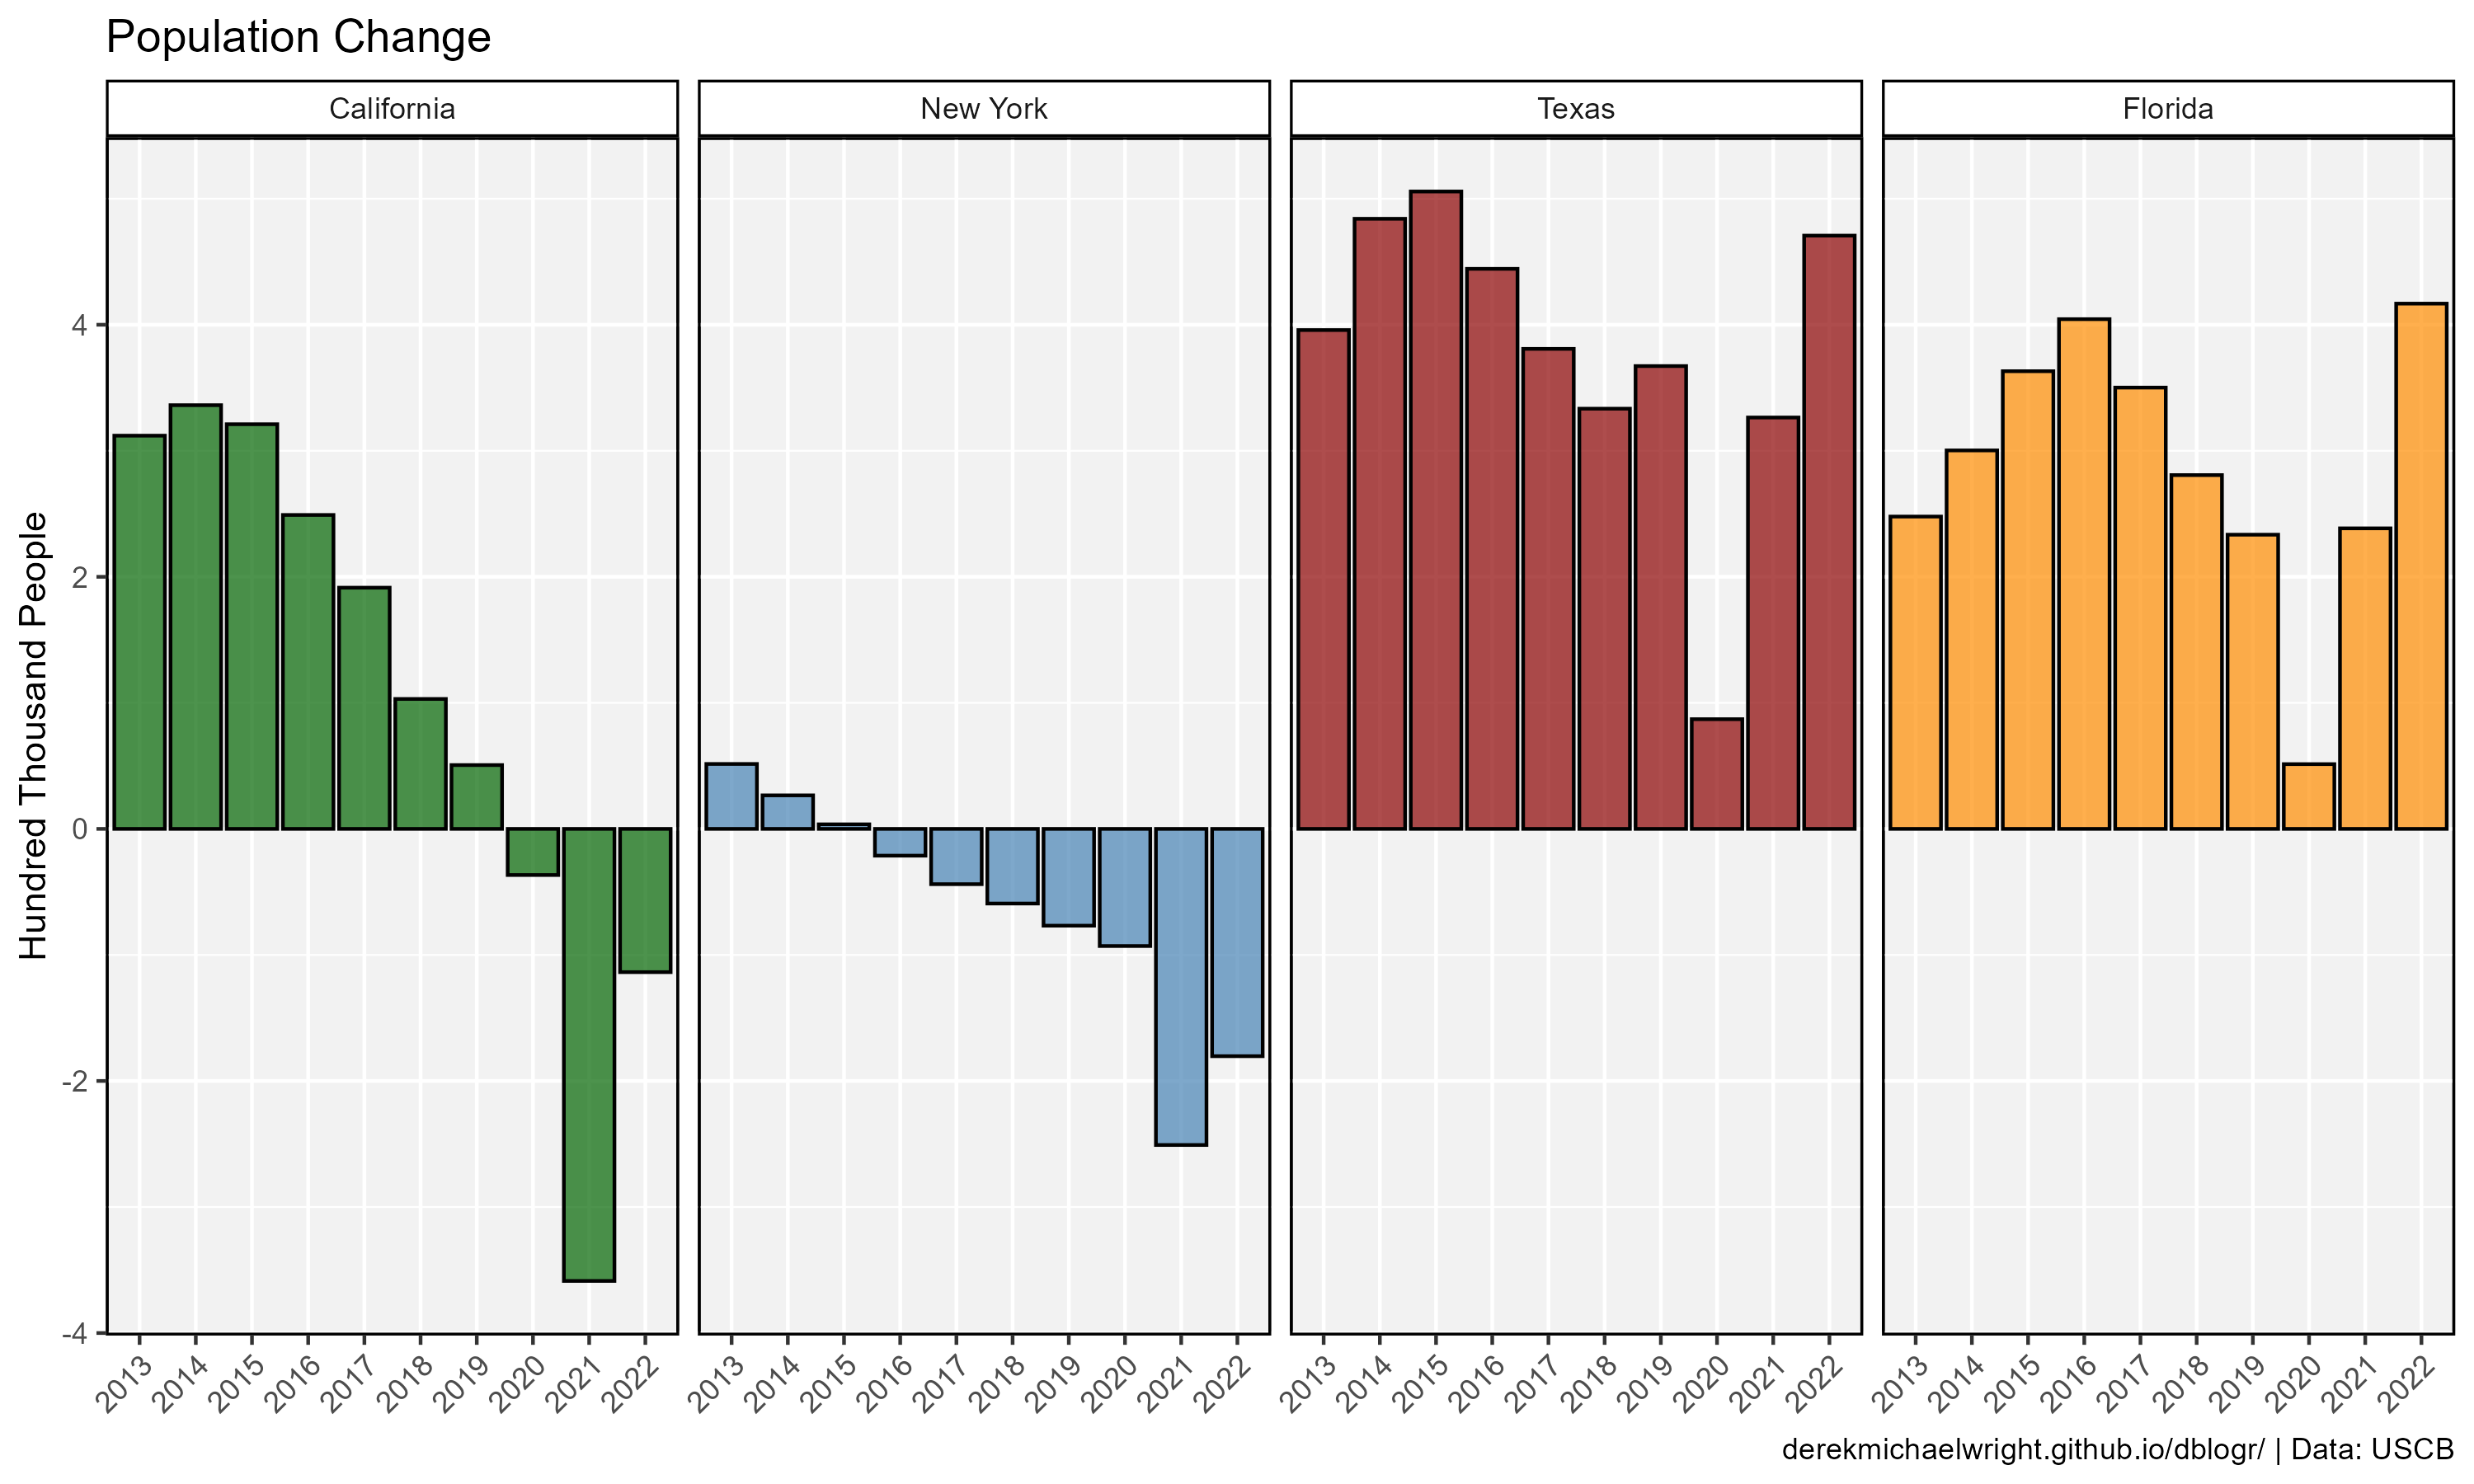 Population Change
California
New York
Texas
Florida
Hundred Thousand People
4
2
0
-2
-4
2013 2014 2015 2016 2017 2018 2019 2020 2021 2022
2013 2014 2015 2016 2017 2018 2019 2020 2021 2022
2013 2014 2015 2016 2017 2018 2019 2020 2021 2022
2013 2014 2015 2016 2017 2018 2019 2020 2021 2022
derekmichaelwright.github.io/dblogr/ | Data: USCB